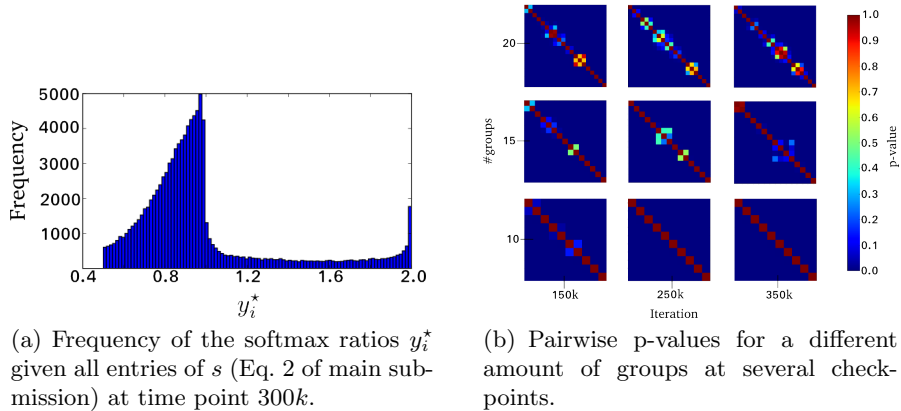 5000
4000
3000
2000
1000
Frequency
0.4
0.8
1.2
1.6
2.0
y_i^⋆
(a) Frequency of the softmax ratios y_i^⋆
given all entries of s (Eq. 2 of main sub-
mission) at time point 300k.
20
15
10
#groups
150k
250k
350k
Iteration
1.0
0.9
0.8
0.7
0.6
0.5
0.4
0.3
0.2
0.1
0.0
p-value
(b) Pairwise p-values for a different
amount of groups at several check-
points.